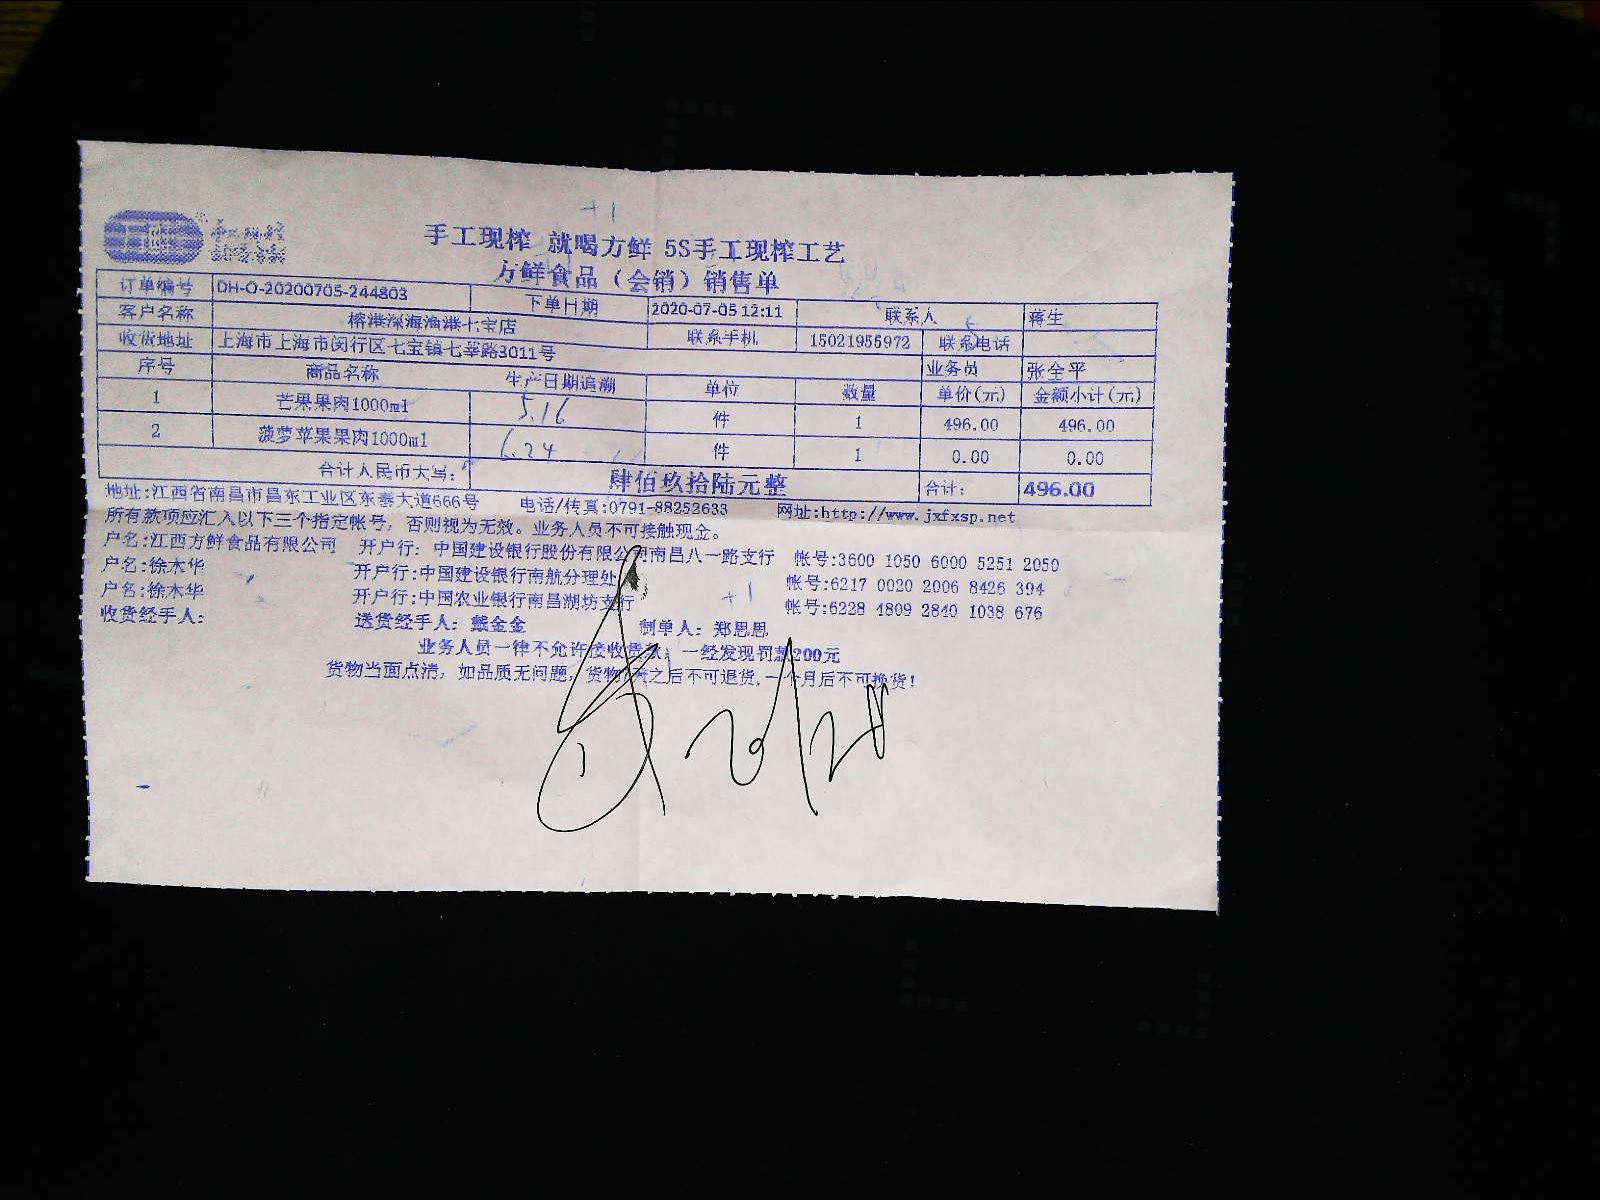 +1
手工现榨 就喝方鲜 5S手工现榨工艺
方鲜食品（会销）销售单
订单编号 DH-O-20200705-244803 下单日期 2020-07-05 12:11 联系人 蒋生
客户名称 榕港深海渔港七宝店 联系手机 15021955972 联系电话
收货地址 上海市上海市闵行区七宝镇七莘路3011号 业务员 张全平
序号 商品名称 生产日期追溯 单位 数量 单价(元) 金额小计(元)
1 芒果果肉1000ml 5.16 件 1 496.00 496.00
2 菠萝苹果果肉1000ml 6.24 件 1 0.00 0.00
合计人民币大写: 肆佰玖拾陆元整 合计: 496.00
地址:江西省南昌市昌东工业区东泰大道666号 电话/传真:0791-88252633 网址:http://www.jxfxsp.net
所有款项应汇入以下三个指定帐号，否则视为无效。业务人员不可接触现金。
户名:江西方鲜食品有限公司 开户行: 中国建设银行股份有限公司南昌八一路支行 帐号:3600 1050 6000 5251 2050
户名:徐木华 开户行:中国建设银行南航分理处 帐号:6217 0020 2006 8426 394
户名:徐木华 开户行:中国农业银行南昌湖坊支行 +1 帐号:6228 4809 2840 1038 676
收货经手人: 送货经手人: 戴金金 制单人: 郑思思
业务人员一律不允许接收货款，一经发现罚款200元
货物当面点清，如品质无问题，货物售卖之后不可退货,一个月后不可换货!